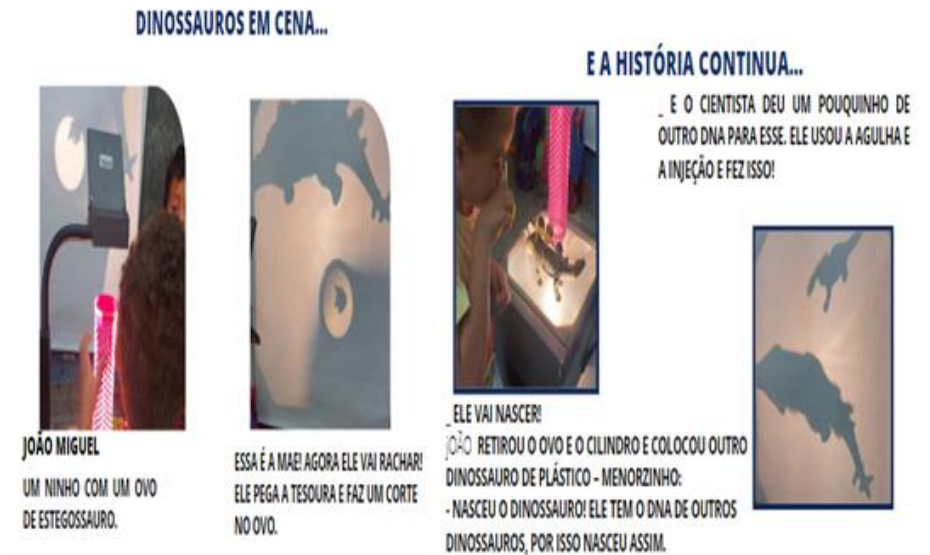 DINOSSAUROS EM CENA...
JOÃO MIGUEL
UM NINHO COM UM OVO
DE ESTEGOSSAURO.
ESSA É A MAE! AGORA ELE VAI RACHAR!
ELE PEGA A TESOURA E FAZ UM CORTE
NO OVO.
E A HISTÓRIA CONTINUA...
_ E O CIENTISTA DEU UM POUQUINHO DE
OUTRO DNA PARA ESSE. ELE USOU A AGULHA E
A INJEÇÃO E FEZ ISSO!
_ELE VAI NASCER!
JOÃO RETIROU O OVO E O CILINDRO E COLOCOU OUTRO
DINOSSAURO DE PLÁSTICO – MENORZINHO:
- NASCEU O DINOSSAURO! ELE TEM O DNA DE OUTROS
DINOSSAUROS, POR ISSO NASCEU ASSIM.